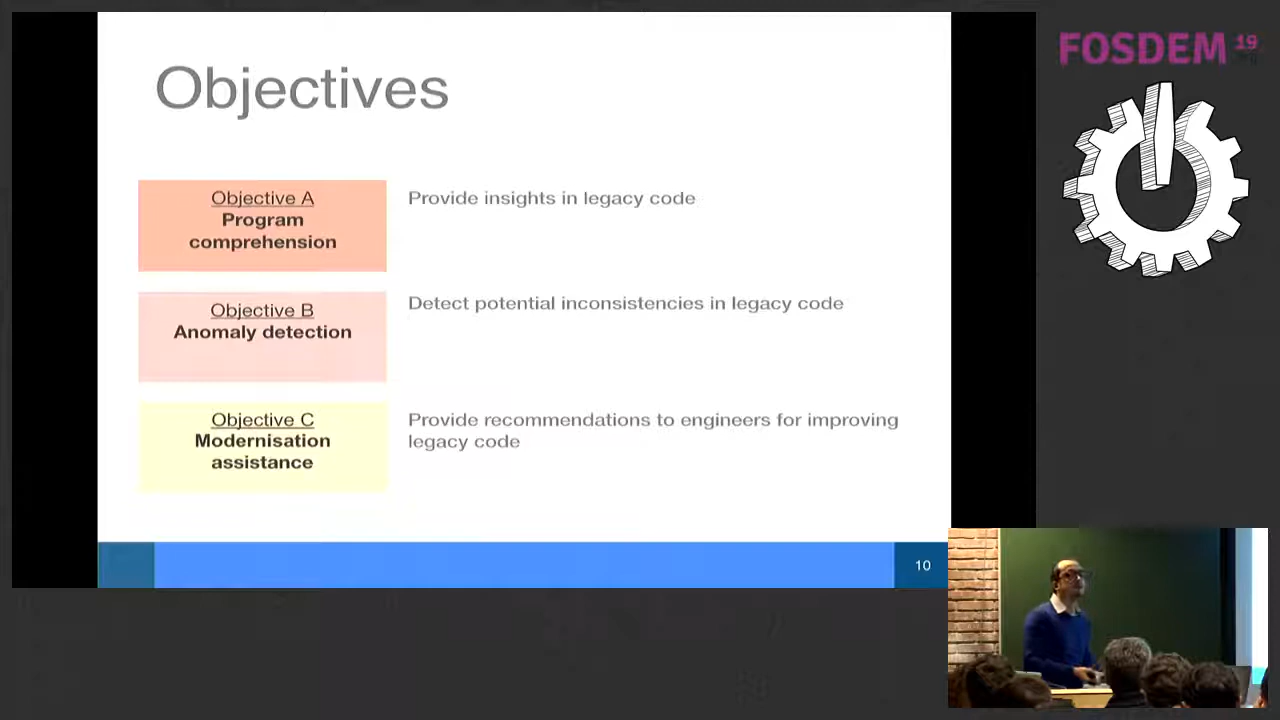 Objectives
Objective A
Program
comprehension
Provide insights in legacy code
Objective B
Anomaly detection
Detect potential inconsistencies in legacy code
Objective C
Modernisation
assistance
Provide recommendations to engineers for improving
legacy code
10
FOSDEM 19